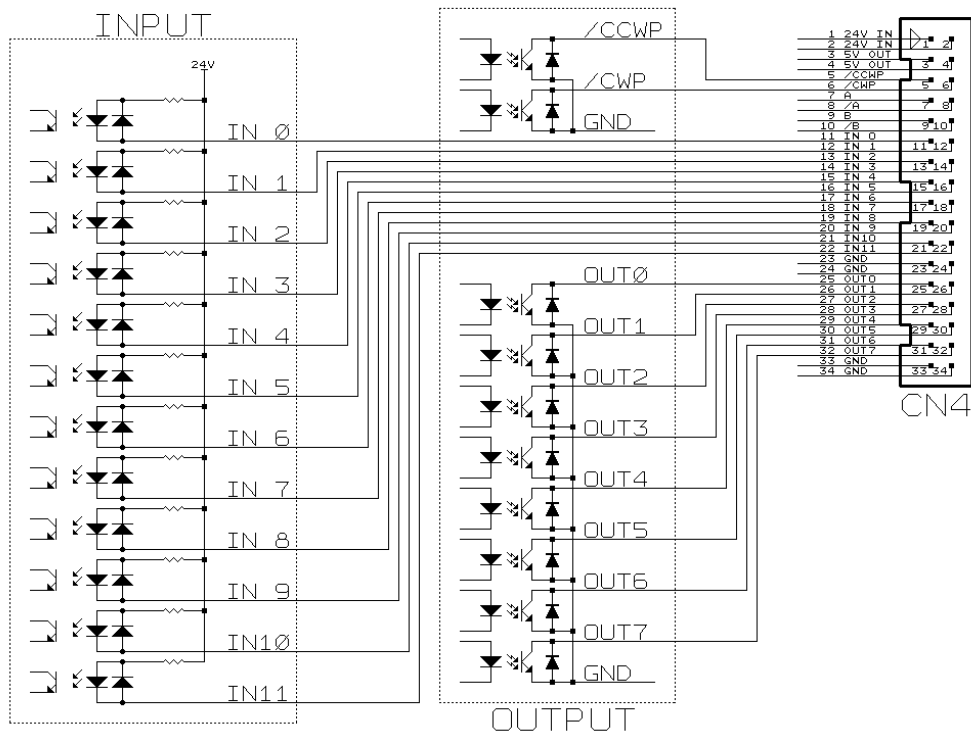 INPUT
24V
IN 0
IN 1
IN 2
IN 3
IN 4
IN 5
IN 6
IN 7
IN 8
IN 9
IN10
IN11
/CCWP
/CWP
GND
OUT0
OUT1
OUT2
OUT3
OUT4
OUT5
OUT6
OUT7
GND
OUTPUT
1 24V IN
2 24V IN
3 5V OUT
4 5V OUT
5 /CCWP
6 /CWP
7 A
8 /A
9 B
10 /B
11 IN 0
12 IN 1
13 IN 2
14 IN 3
15 IN 4
16 IN 5
17 IN 6
18 IN 7
19 IN 8
20 IN 9
21 IN10
22 IN11
23 GND
24 GND
25 OUT0
26 OUT1
27 OUT2
28 OUT3
29 OUT4
30 OUT5
31 OUT6
32 OUT7
33 GND
34 GND
1 2
3 4
5 6
7 8
9 10
11 12
13 14
15 16
17 18
19 20
21 22
23 24
25 26
27 28
29 30
31 32
33 34
CN4